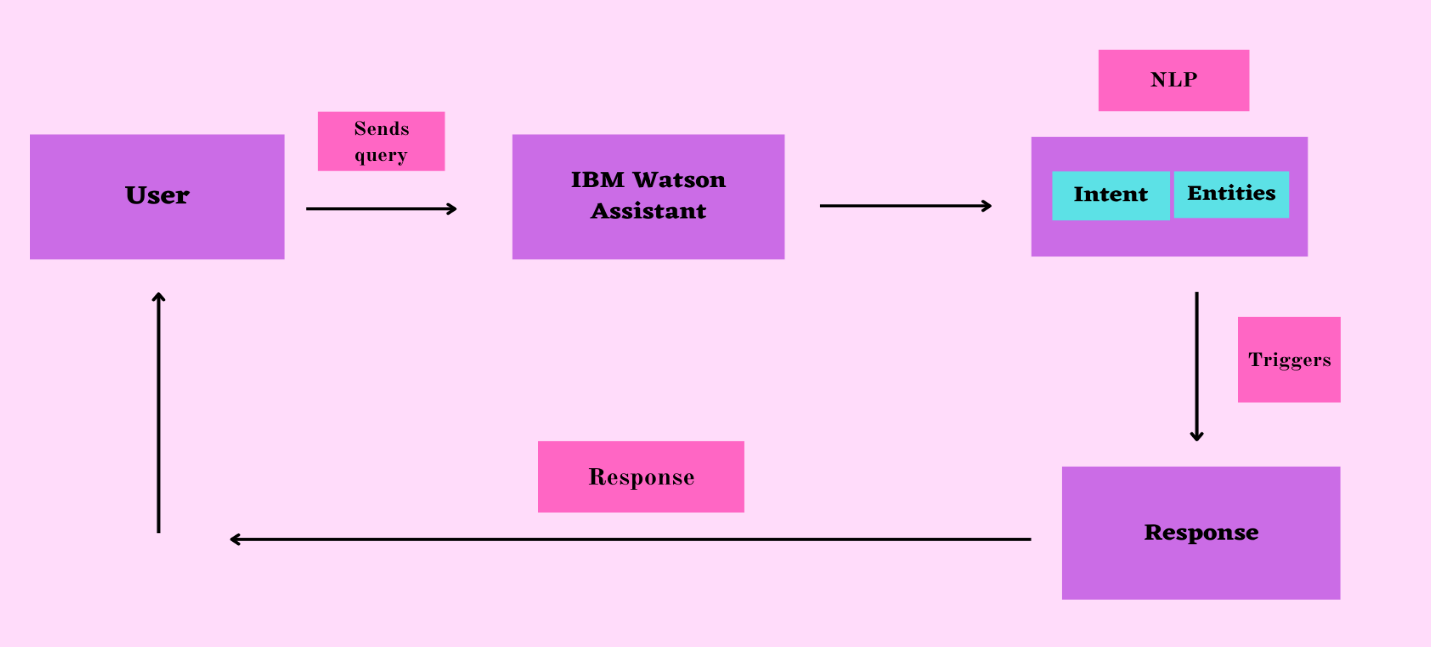 NLP
Sends
query
User
IBM Watson
Assistant
Intent
Entities
Triggers
Response
Response